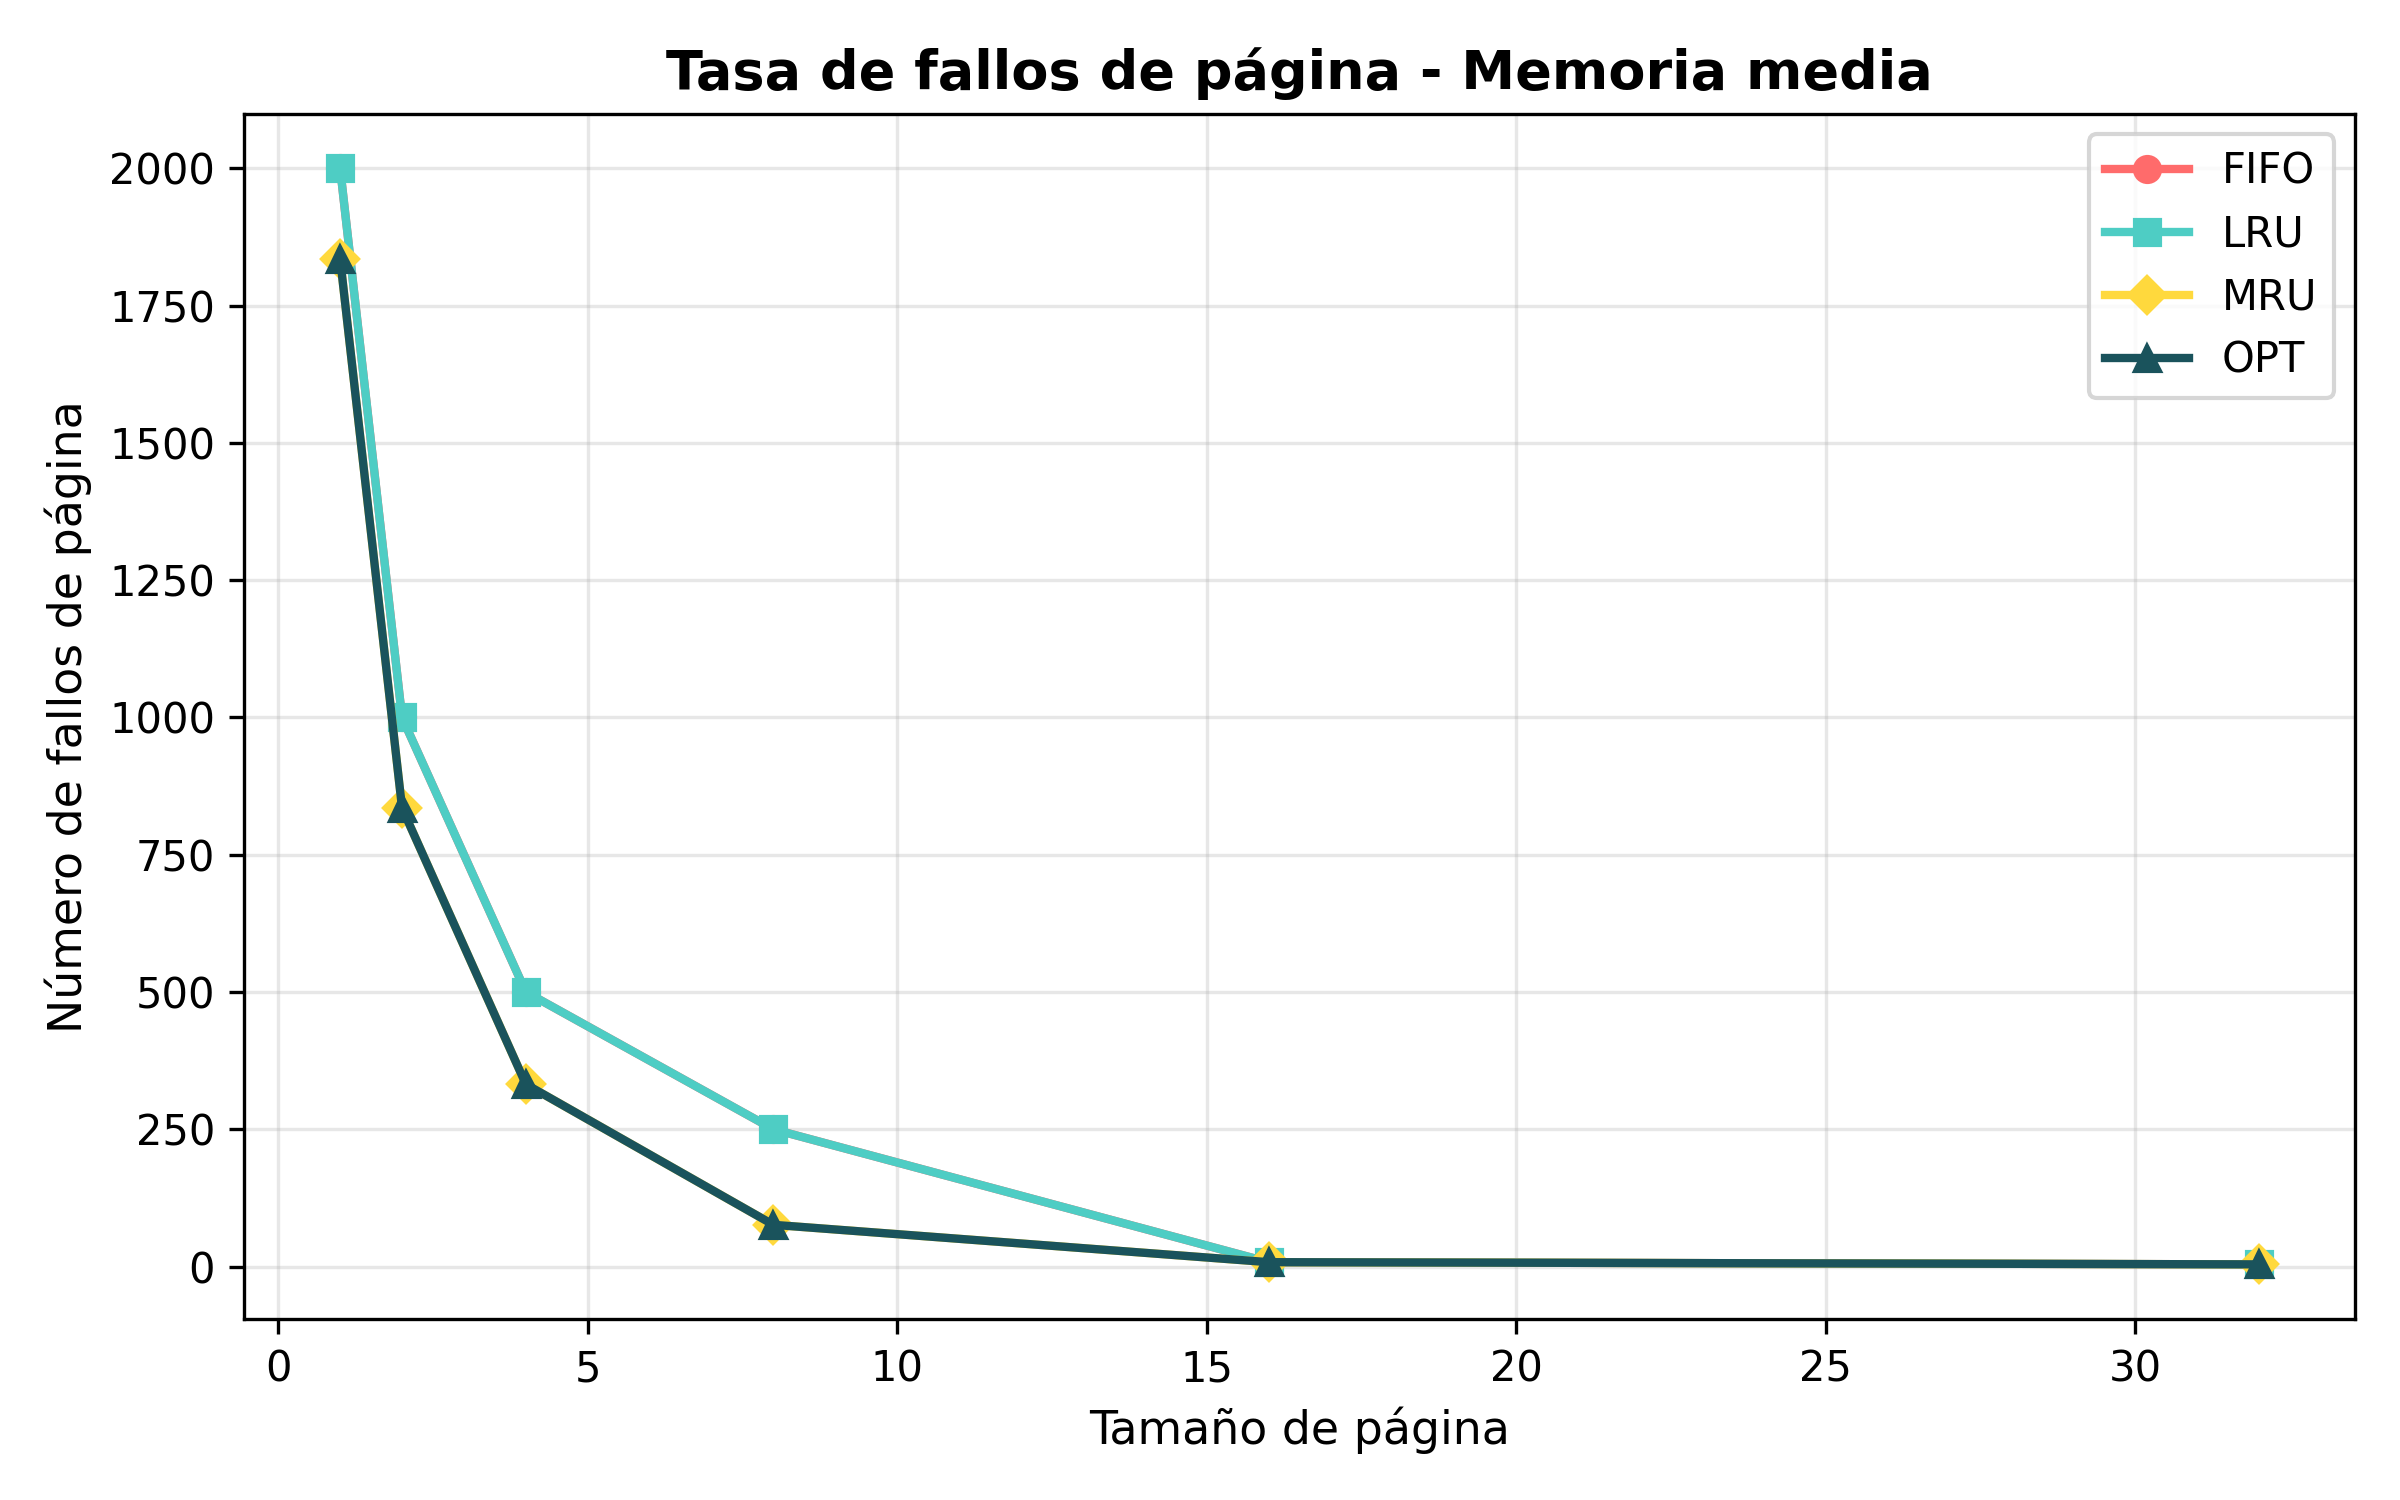 Tasa de fallos de página - Memoria media
Número de fallos de página
2000
1750
1500
1250
1000
750
500
250
0
FIFO
LRU
MRU
OPT
0 5 10 15 20 25 30
Tamaño de página